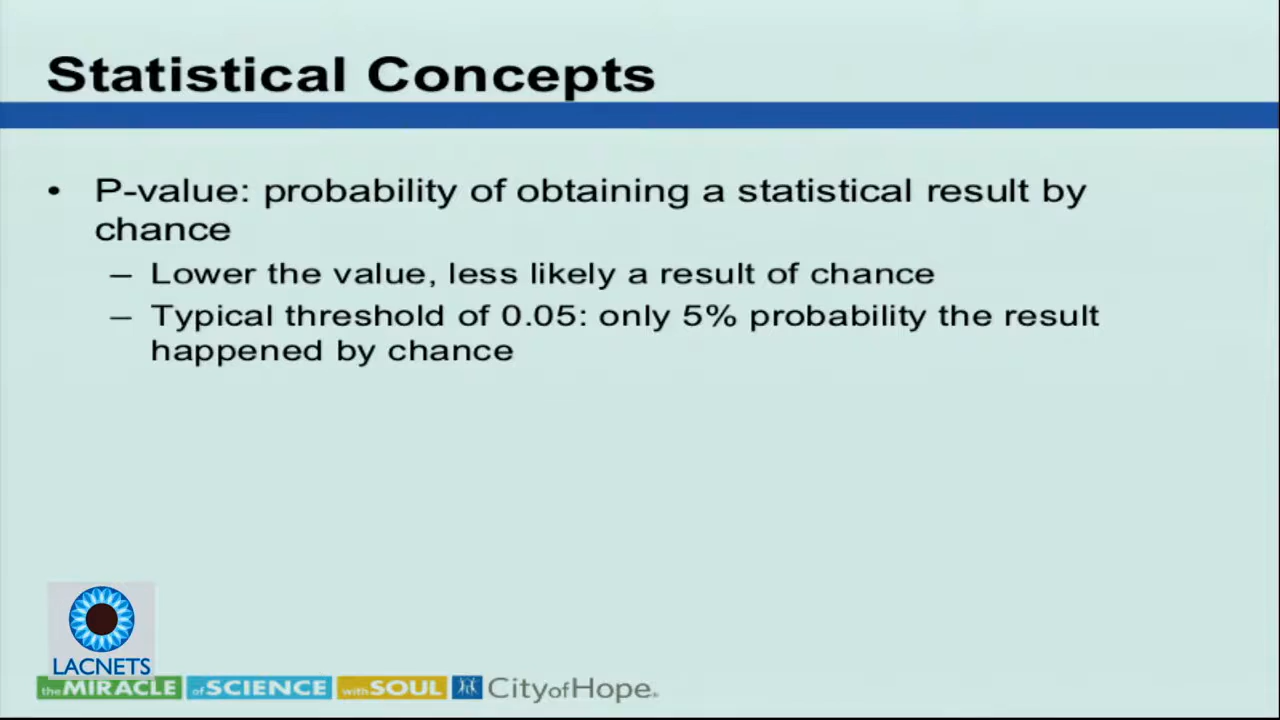 Statistical Concepts
• P-value: probability of obtaining a statistical result by
chance
– Lower the value, less likely a result of chance
– Typical threshold of 0.05: only 5% probability the result
happened by chance
LACNETS
the MIRACLE of SCIENCE with SOUL City of Hope®